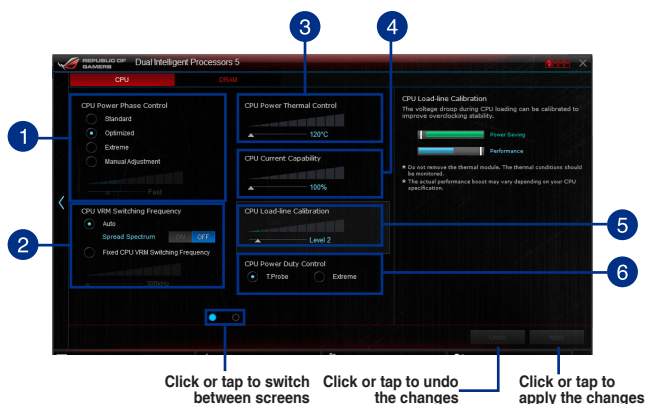 3
4
REPUBLIC OF
GAMERS
Dual Intelligent Processors 5
CPU
DRAM
1
CPU Power Phase Control
Standard
Optimized
Extreme
Manual Adjustment
Fast
CPU Power Thermal Control
120°C
CPU Current Capability
100%
CPU Load-line Calibration
The voltage droop during CPU loading can be calibrated to
improve overclocking stability.
Power Saving
Performance
* Do not remove the thermal module. The thermal conditions should
be monitored.
* The actual performance boost may vary depending on your CPU
specification.
2
CPU VRM Switching Frequency
Auto
Spread Spectrum ON OFF
Fixed CPU VRM Switching Frequency
300kHz
CPU Load-line Calibration
Level 2
5
CPU Power Duty Control
T.Probe
Extreme
6
Undo
Apply
Click or tap to switch
between screens
Click or tap to undo
the changes
Click or tap to
apply the changes